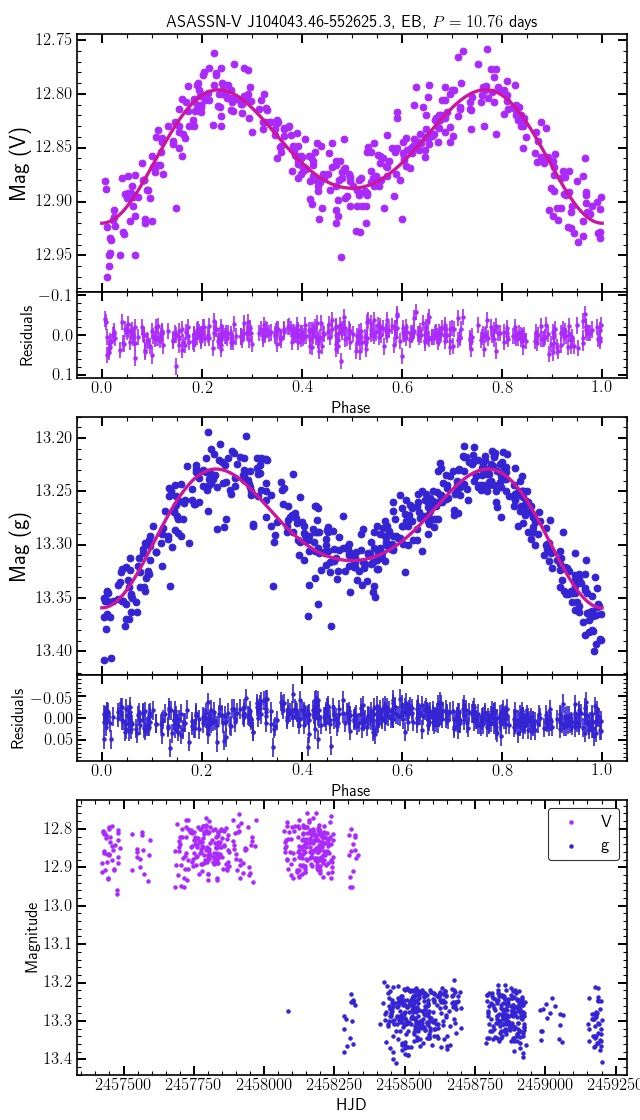 ASASSN-V J104043.46-552625.3, EB, P = 10.76 days
12.75
12.80
12.85
12.90
12.95
Mag (V)
−0.1
0.0
0.1
Residuals
0.0 0.2 0.4 0.6 0.8 1.0
Phase
13.20
13.25
13.30
13.35
13.40
Mag (g)
−0.05
0.00
0.05
Residuals
0.0 0.2 0.4 0.6 0.8 1.0
Phase
V
g
12.8
12.9
13.0
13.1
13.2
13.3
13.4
Magnitude
2457500 2457750 2458000 2458250 2458500 2458750 2459000 245925
HJD